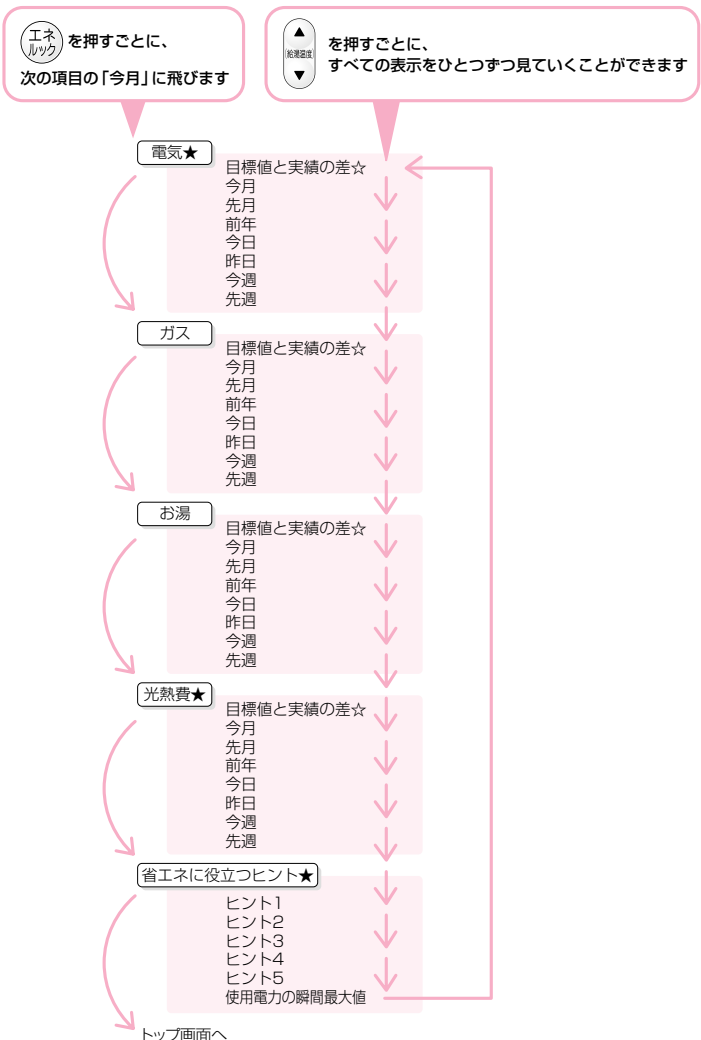 エネ
ルック
を押すごとに、
次の項目の「今月」に飛びます
▲
給湯温度
▼
を押すごとに、
すべての表示をひとつずつ見ていくことができます
電気★
目標値と実績の差☆
今月
先月
前年
今日
昨日
今週
先週
ガス
目標値と実績の差☆
今月
先月
前年
今日
昨日
今週
先週
お湯
目標値と実績の差☆
今月
先月
前年
今日
昨日
今週
先週
光熱費★
目標値と実績の差☆
今月
先月
前年
今日
昨日
今週
先週
省エネに役立つヒント★
ヒント1
ヒント2
ヒント3
ヒント4
ヒント5
使用電力の瞬間最大値
トップ画面へ